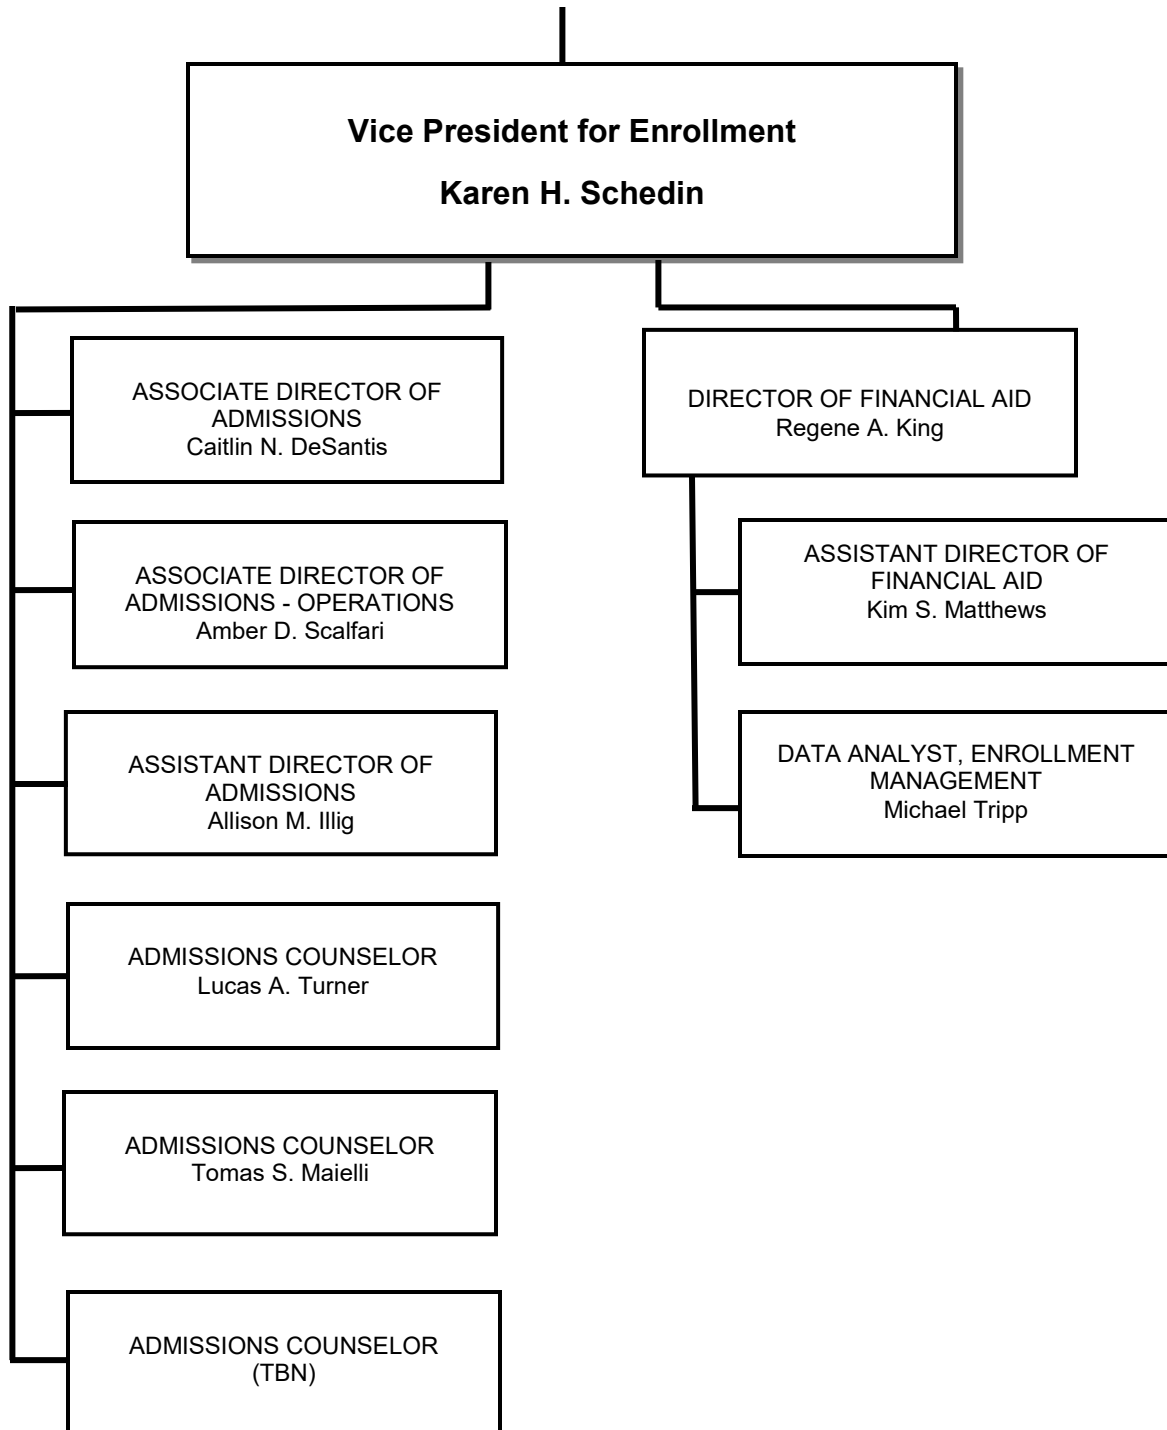 Vice President for Enrollment
Karen H. Schedin
ASSOCIATE DIRECTOR OF
ADMISSIONS
Caitlin N. DeSantis
ASSOCIATE DIRECTOR OF
ADMISSIONS - OPERATIONS
Amber D. Scalfari
ASSISTANT DIRECTOR OF
ADMISSIONS
Allison M. Illig
ADMISSIONS COUNSELOR
Lucas A. Turner
ADMISSIONS COUNSELOR
Tomas S. Maielli
ADMISSIONS COUNSELOR
(TBN)
DIRECTOR OF FINANCIAL AID
Regene A. King
ASSISTANT DIRECTOR OF
FINANCIAL AID
Kim S. Matthews
DATA ANALYST, ENROLLMENT
MANAGEMENT
Michael Tripp